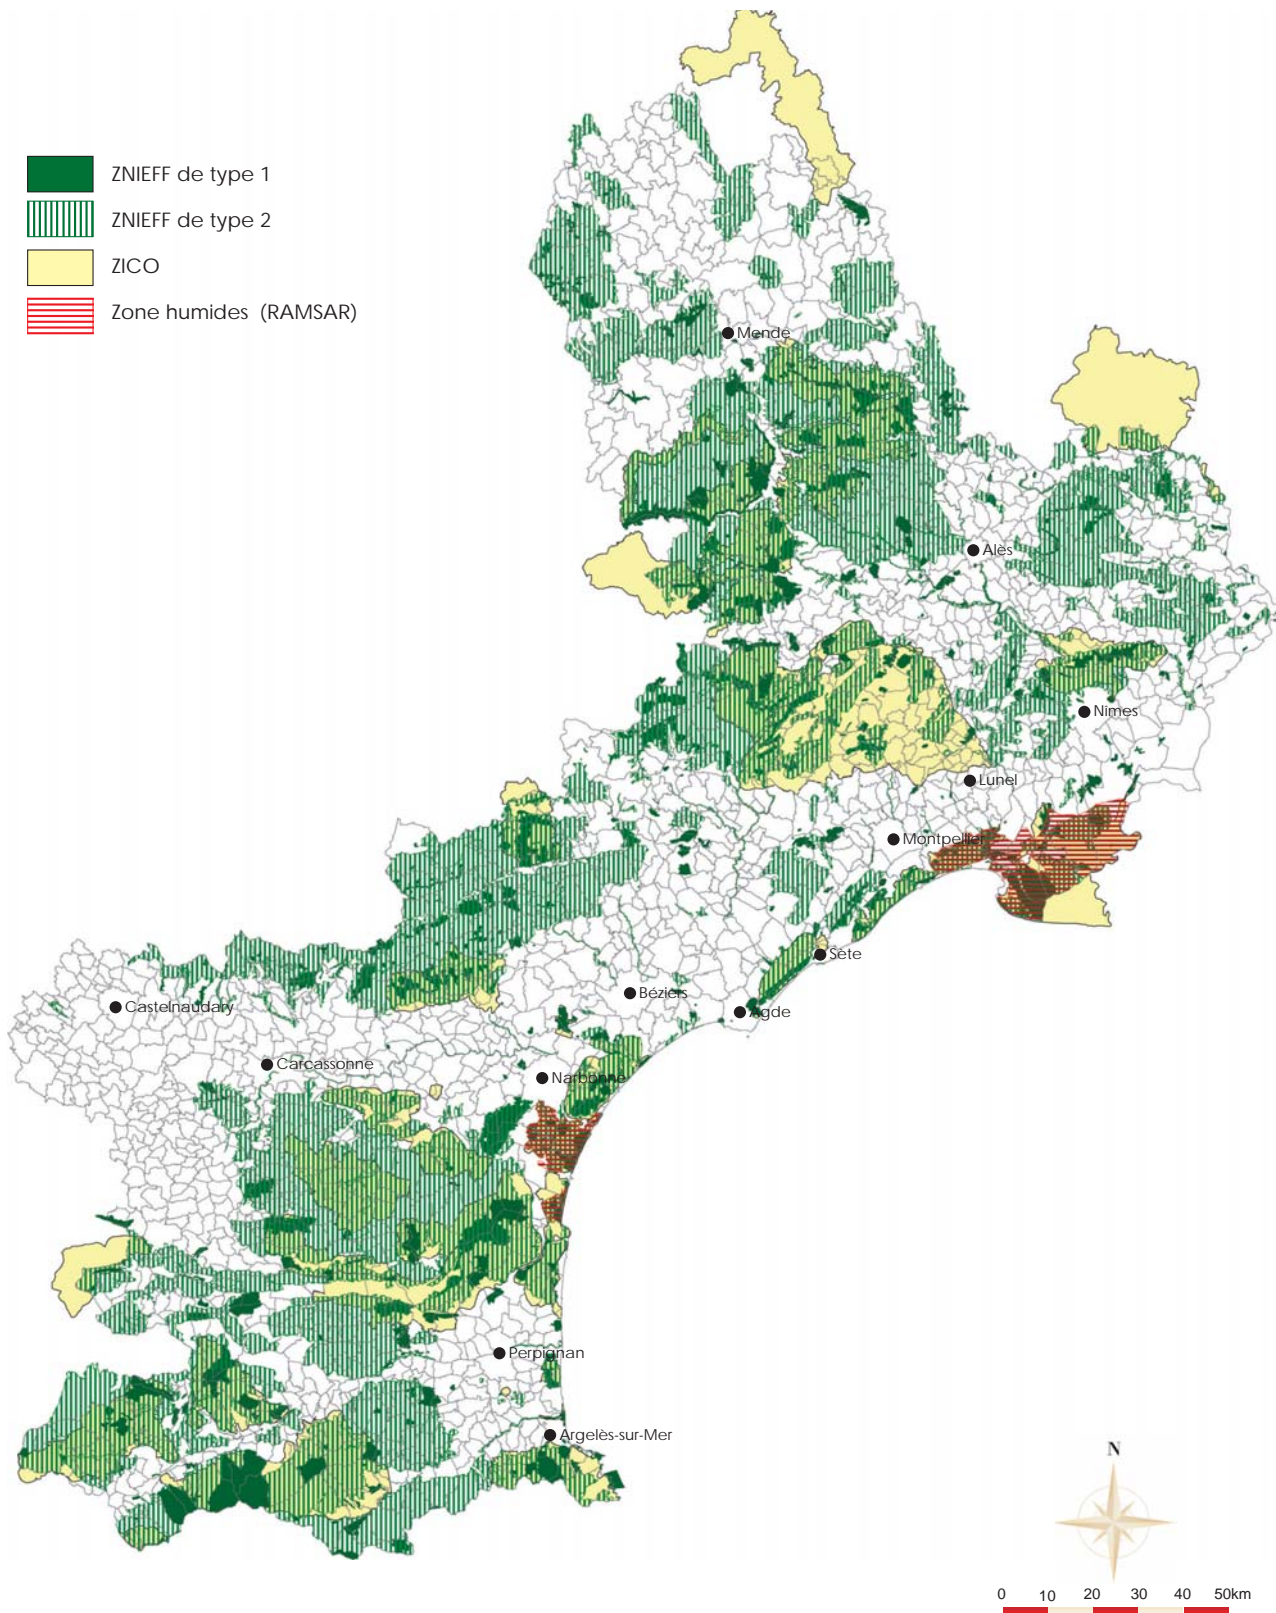 ZNIEFF de type 1
ZNIEFF de type 2
ZICO
Zone humides (RAMSAR)
Mende
Alès
Nimes
Lunel
Montpellier
Sète
Béziers
Agde
Castelnaudary
Carcassonne
Narbonne
Perpignan
Argelès-sur-Mer
N
0 10 20 30 40 50km